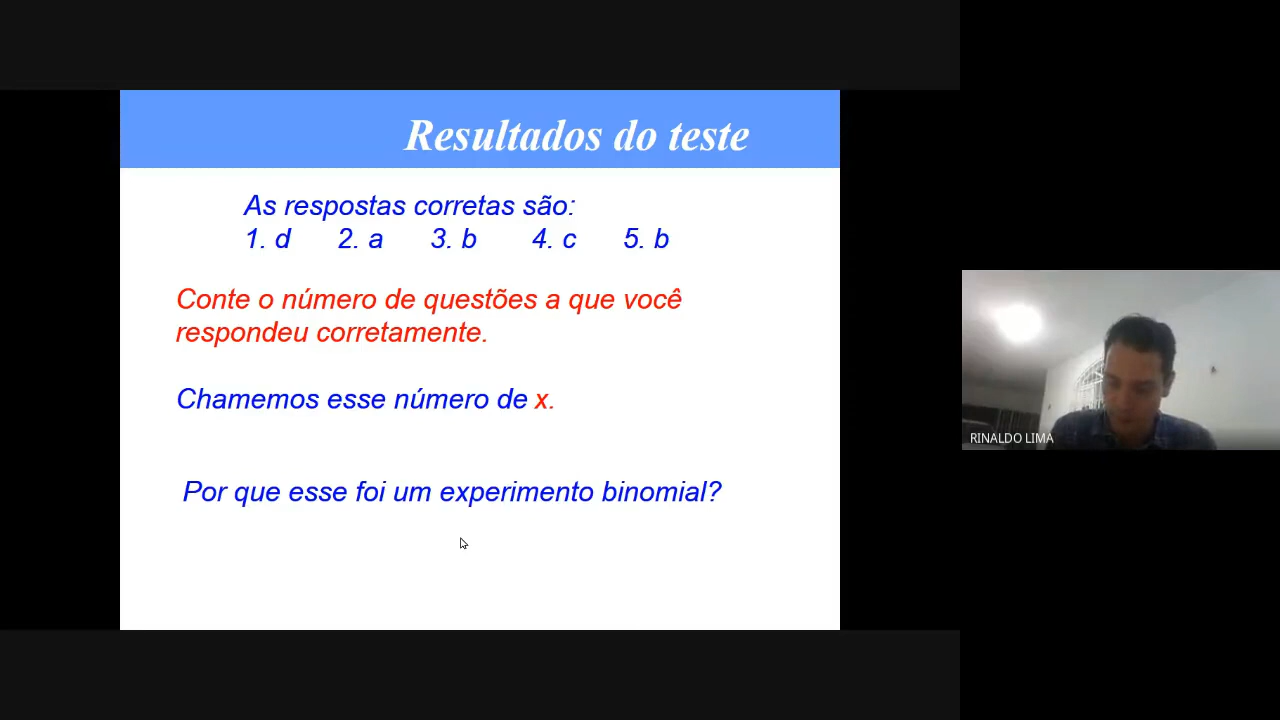 Resultados do teste
As respostas corretas são:
1. d 2. a 3. b 4. c 5. b
Conte o número de questões a que você
respondeu corretamente.
Chamemos esse número de x.
Por que esse foi um experimento binomial?
RINALDO LIMA